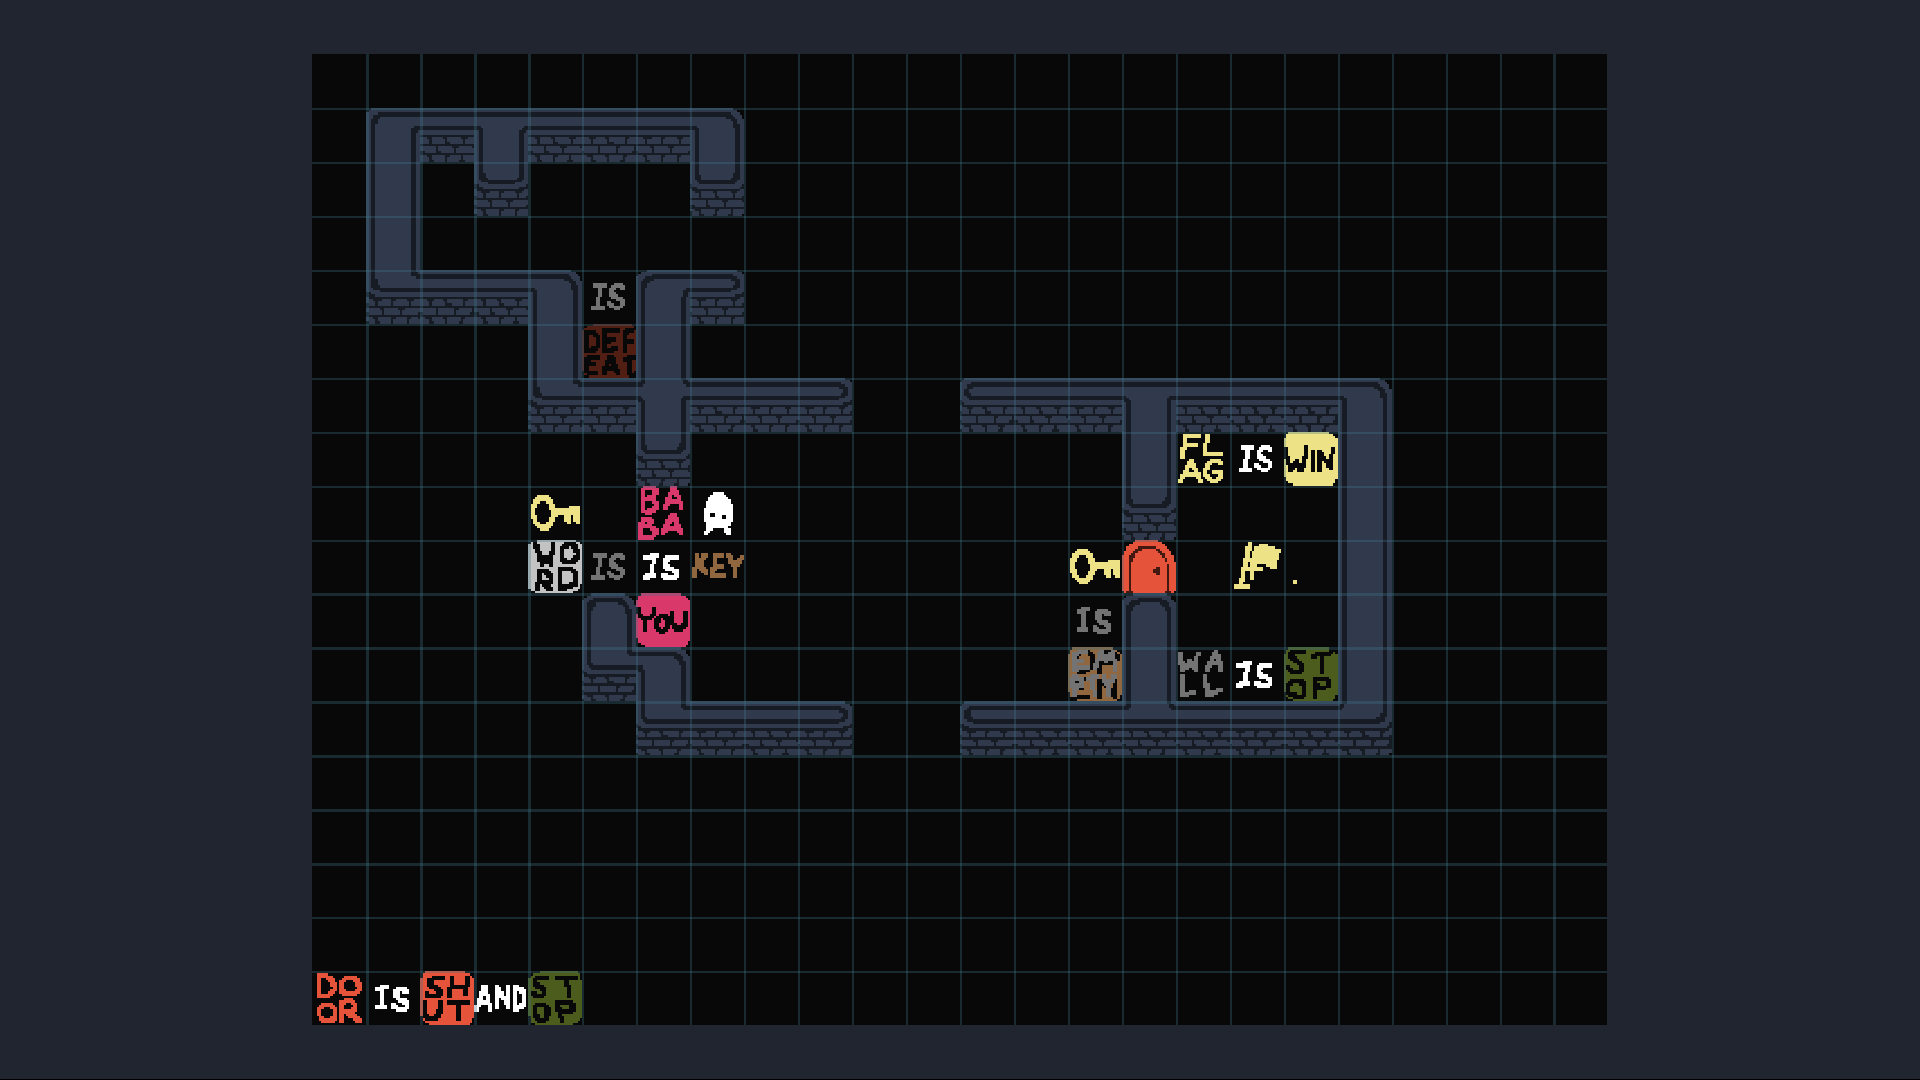 IS
DEFEAT
FLAG IS WIN
BABA
WORD IS IS KEY
IS
YOU
EMPTY
WALL IS STOP
DOOR IS SHUT AND STOP